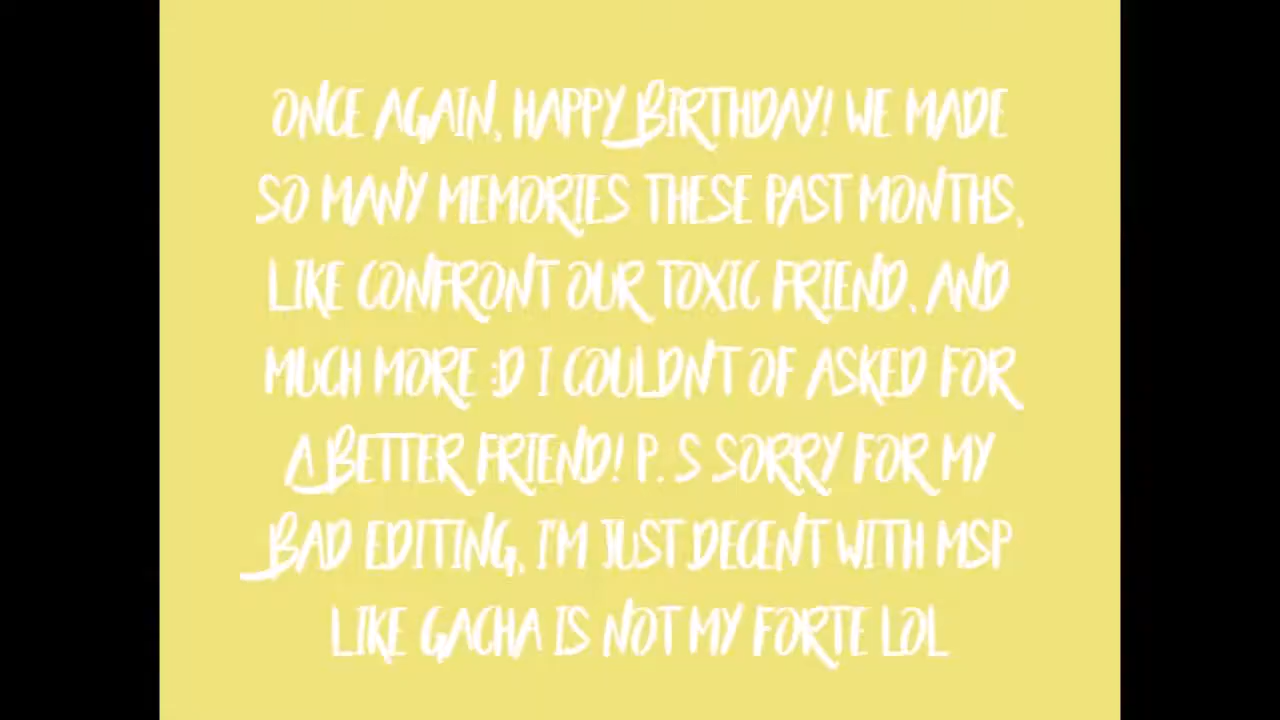 ONCE AGAIN, HAPPY BIRTHDAY! WE MADE
SO MANY MEMORIES THESE PAST MONTHS,
LIKE CONFRONT OUR TOXIC FRIEND, AND
MUCH MORE :D I COULDN'T OF ASKED FOR
A BETTER FRIEND! P.S SORRY FOR MY
BAD EDITING, I'M JUST DECENT WITH MSP
LIKE GACHA IS NOT MY FORTE LOL